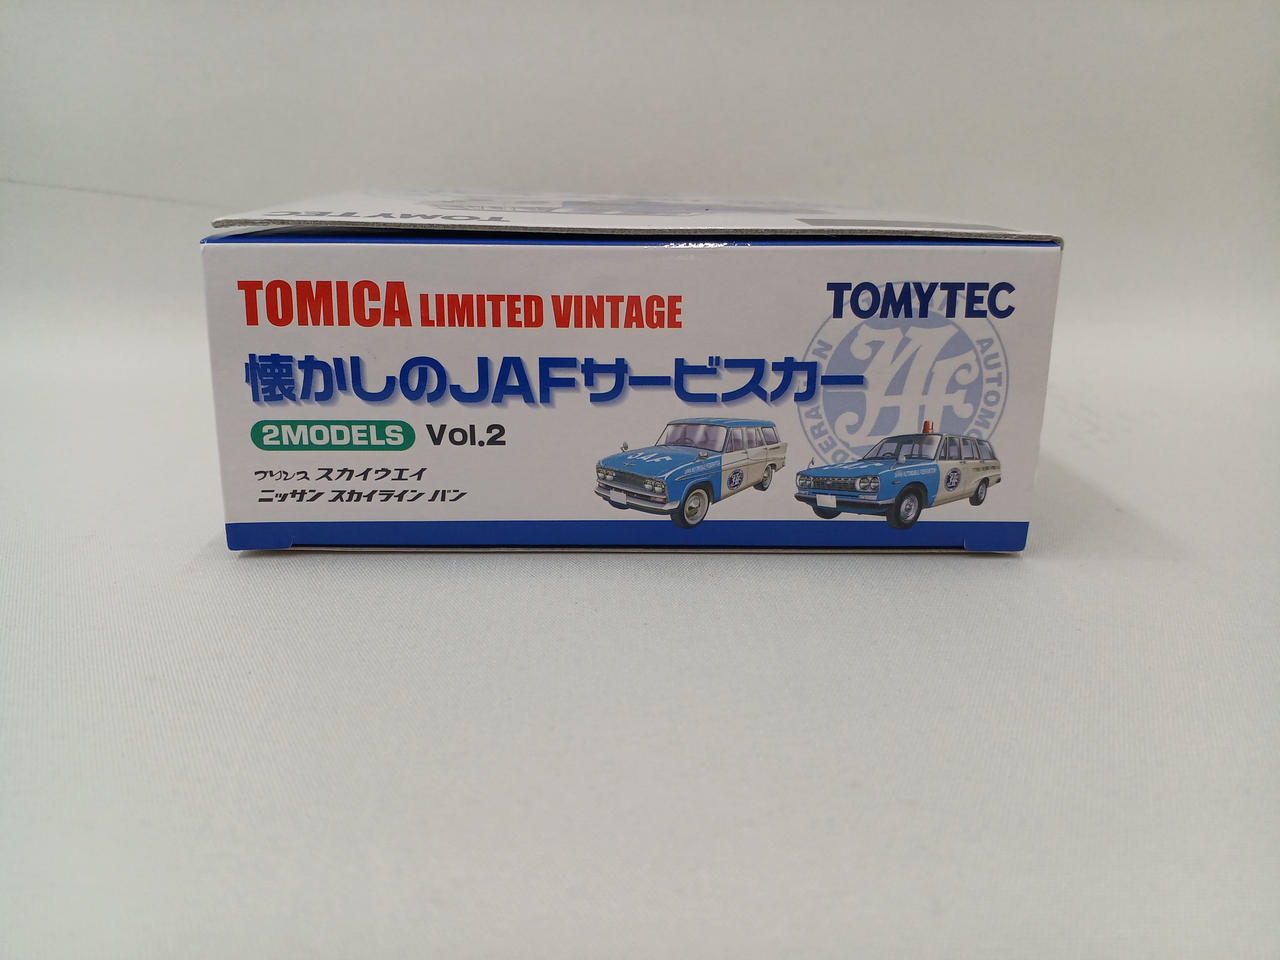 TOMYTEC
TOMICA LIMITED VINTAGE
TOMYTEC
懐かしのJAFサービスカー
2MODELS Vol.2
プリンス スカイウエイ
ニッサン スカイライン バン
JAF
AUTOMO